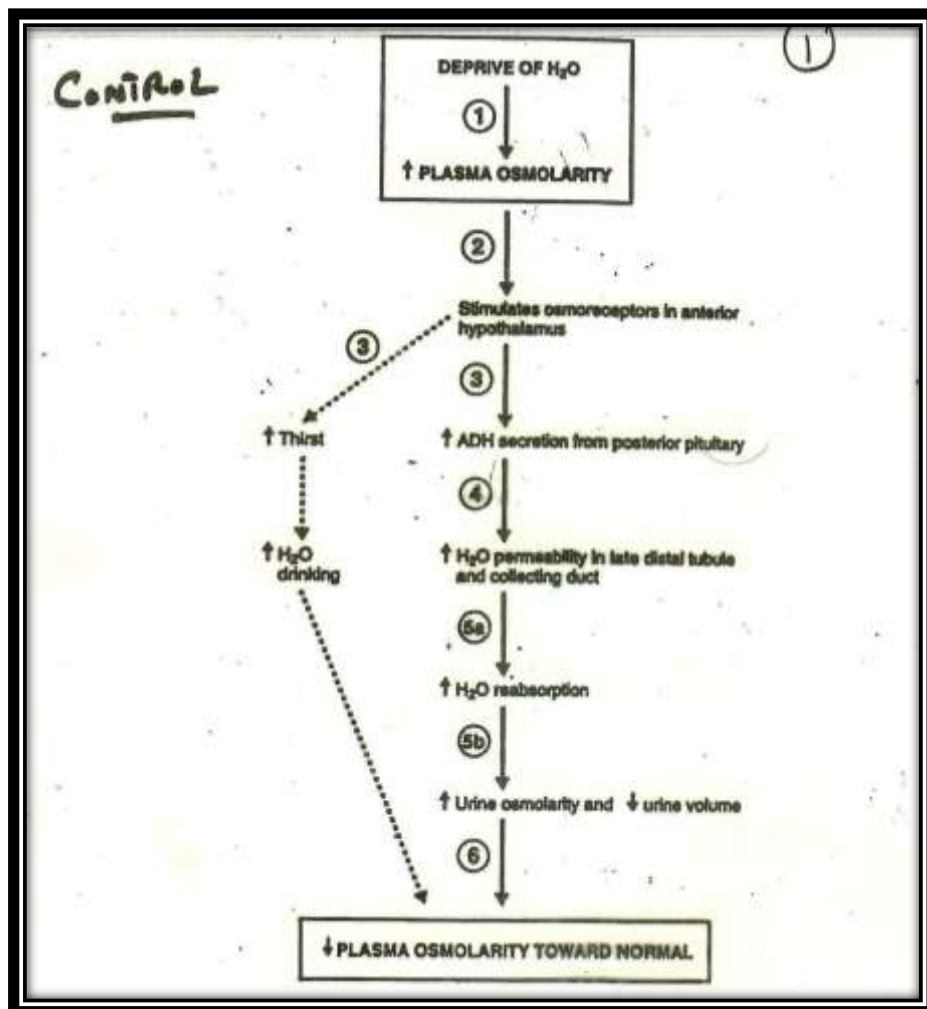 CONTROL
1
DEPRIVE OF H₂O
1
↑ PLASMA OSMOLARITY
2
Stimulates osmoreceptors in anterior
hypothalamus
3
3
↑ Thirst
↑ ADH secretion from posterior pituitary
4
↑ H₂O
drinking
↑ H₂O permeability in late distal tubule
and collecting duct
5a
↑ H₂O reabsorption
5b
↑ Urine osmolarity and ↓ urine volume
6
↓ PLASMA OSMOLARITY TOWARD NORMAL